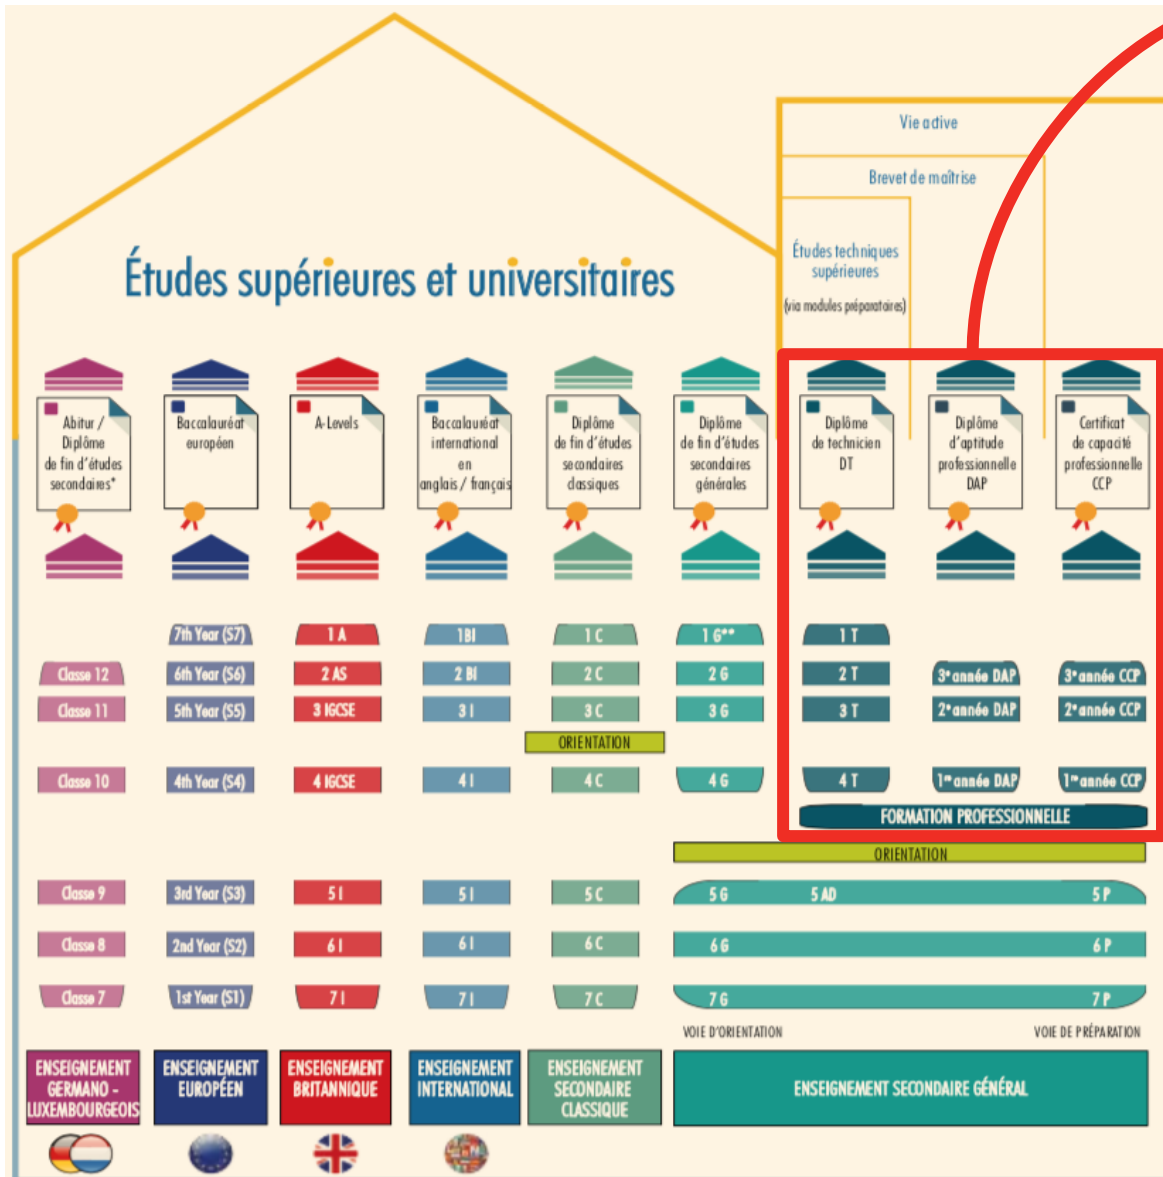 Vie active
Brevet de maîtrise
Études techniques
supérieures
(via modules préparatoires)
Études supérieures et universitaires
Abitur /
Diplôme
de fin d'études
secondaires*
Baccalauréat
européen
A-Levels
Baccalauréat
international
en
anglais / français
Diplôme
de fin d'études
secondaires
classiques
Diplôme
de fin d'études
secondaires
générales
Diplôme
de technicien
DT
Diplôme
d'aptitude
professionnelle
DAP
Certificat
de capacité
professionnelle
CCP
7th Year (S7) 1 A 1BI 1 C 1 G** 1 T
Classe 12 6th Year (S6) 2 AS 2 BI 2 C 2 G 2 T 3e année DAP 3e année CCP
Classe 11 5th Year (S5) 3 IGCSE 3 I 3 C 3 G 3 T 2e année DAP 2e année CCP
ORIENTATION
Classe 10 4th Year (S4) 4 IGCSE 4 I 4 C 4 G 4 T 1re année DAP 1re année CCP
FORMATION PROFESSIONNELLE
ORIENTATION
Classe 9 3rd Year (S3) 5 I 5 I 5 C 5 G 5 AD 5 P
Classe 8 2nd Year (S2) 6 I 6 I 6 C 6 G 6 P
Classe 7 1st Year (S1) 7 I 7 I 7 C 7 G 7 P
VOIE D'ORIENTATION VOIE DE PRÉPARATION
ENSEIGNEMENT
GERMANO -
LUXEMBOURGEOIS
ENSEIGNEMENT
EUROPÉEN
ENSEIGNEMENT
BRITANNIQUE
ENSEIGNEMENT
INTERNATIONAL
ENSEIGNEMENT
SECONDAIRE
CLASSIQUE
ENSEIGNEMENT SECONDAIRE GÉNÉRAL